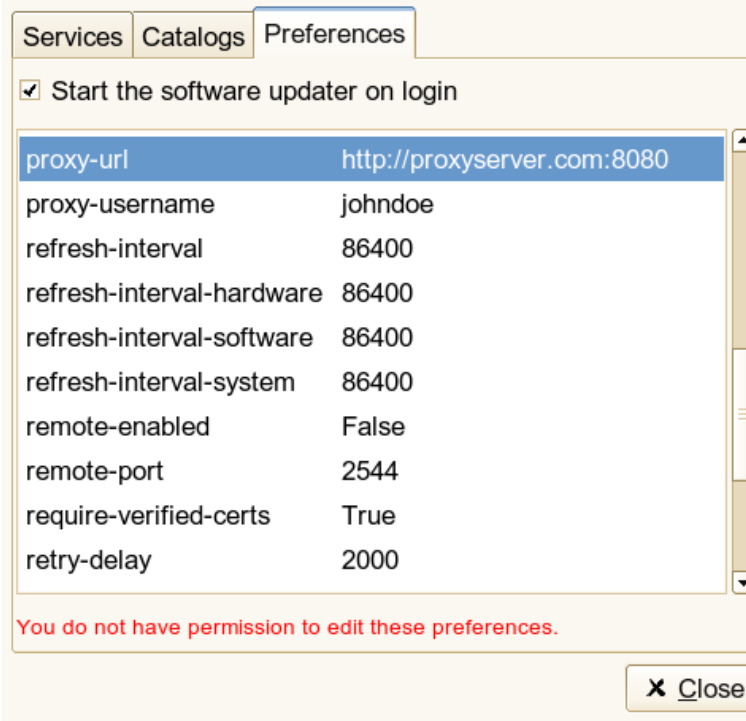 Services Catalogs Preferences
Start the software updater on login
proxy-url http://proxyserver.com:8080
proxy-username johndoe
refresh-interval 86400
refresh-interval-hardware 86400
refresh-interval-software 86400
refresh-interval-system 86400
remote-enabled False
remote-port 2544
require-verified-certs True
retry-delay 2000
You do not have permission to edit these preferences.
Close